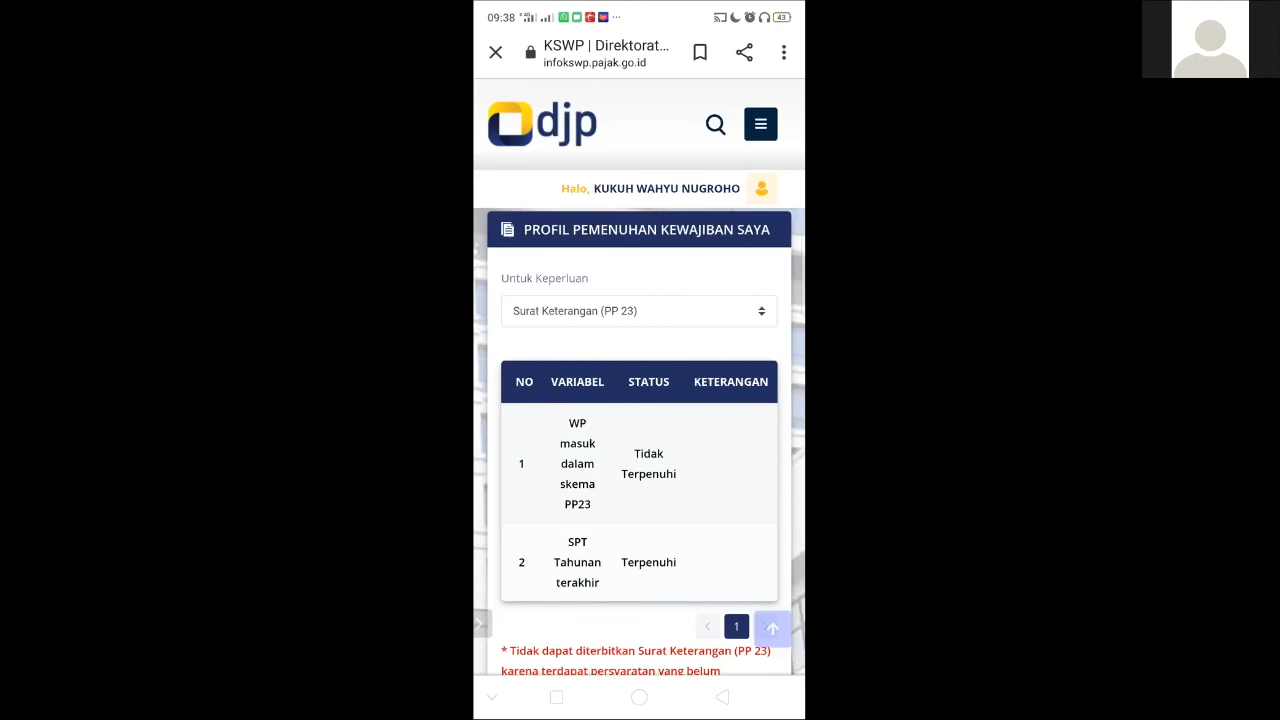 09:38
43
KSWP | Direktorat...
infokswp.pajak.go.id
djp
Halo, KUKUH WAHYU NUGROHO
PROFIL PEMENUHAN KEWAJIBAN SAYA
Untuk Keperluan
Surat Keterangan (PP 23)
NO VARIABEL STATUS KETERANGAN
1
WP
masuk
dalam
skema
PP23
Tidak
Terpenuhi
2
SPT
Tahunan
terakhir
Terpenuhi
1
* Tidak dapat diterbitkan Surat Keterangan (PP 23)
karena terdapat persyaratan yang belum